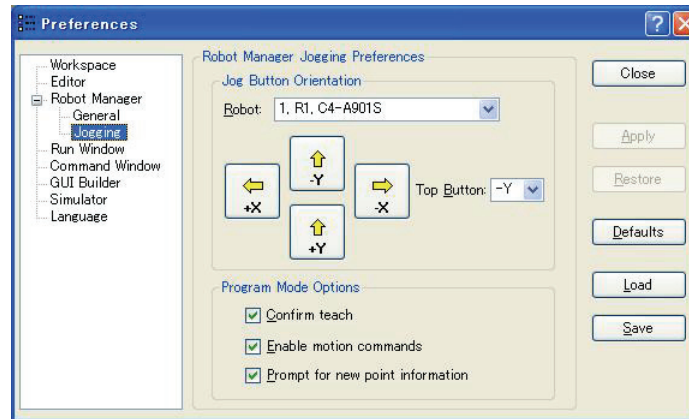 Preferences
Workspace
Editor
Robot Manager
General
Jogging
Run Window
Command Window
GUI Builder
Simulator
Language
Robot Manager Jogging Preferences
Jog Button Orientation
Robot: 1, R1, C4-A901S
-Y
+X
-X
+Y
Top Button: -Y
Program Mode Options
Confirm teach
Enable motion commands
Prompt for new point information
Close
Apply
Restore
Defaults
Load
Save